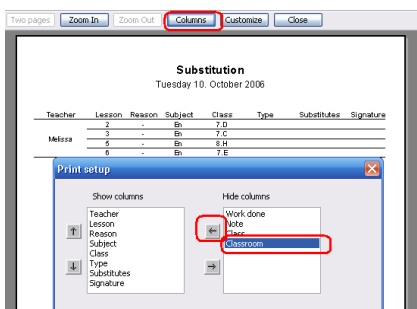 Two pages Zoom In Zoom Out Columns Customize Close
Substitution
Tuesday 10. October 2006
Teacher Lesson Reason Subject Class Type Substitutes Signature
2 - En 7.D
Melissa 3 - En 7.C
5 - En 8.H
6 - En 7.E
Print setup
Show columns Hide columns
Teacher Work done
Lesson Note
Reason Class
Subject Classroom
Class
Type
Substitutes
Signature